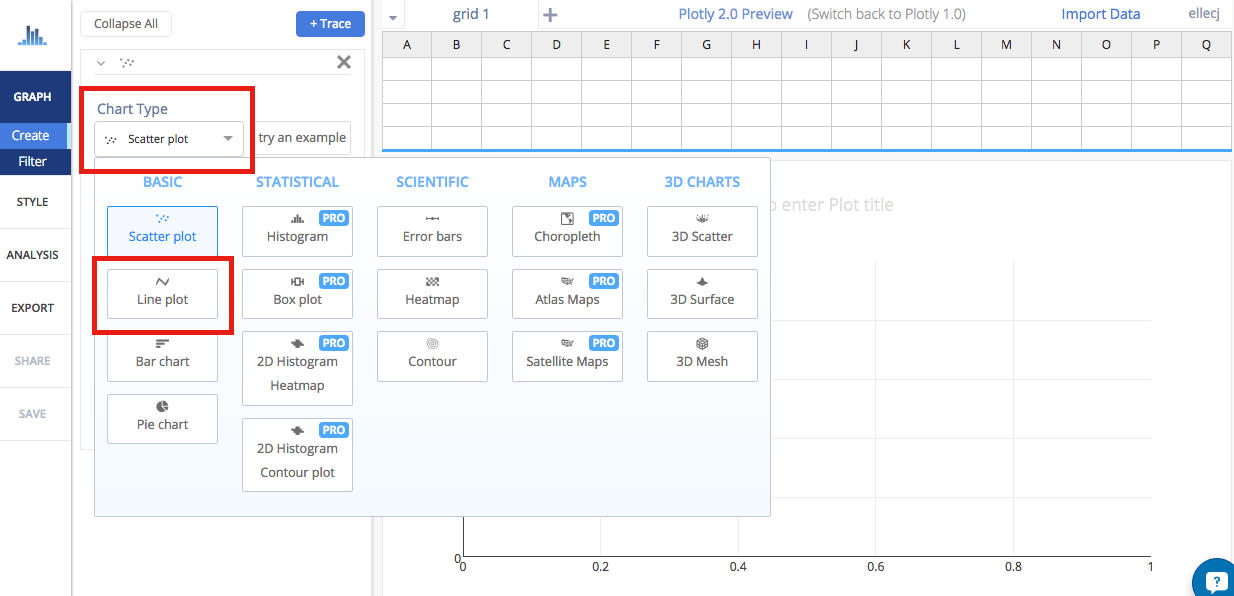 Collapse All
+ Trace
grid 1
Plotly 2.0 Preview (Switch back to Plotly 1.0)
Import Data
ellecj
A B C D E F G H I J K L M N O P Q
GRAPH
Create
Filter
STYLE
ANALYSIS
EXPORT
SHARE
SAVE
Chart Type
Scatter plot
try an example
BASIC
Scatter plot
Line plot
Bar chart
Pie chart
STATISTICAL
PRO
Histogram
PRO
Box plot
PRO
2D Histogram
Heatmap
PRO
2D Histogram
Contour plot
SCIENTIFIC
Error bars
Heatmap
Contour
MAPS
PRO
Choropleth
PRO
Atlas Maps
PRO
Satellite Maps
3D CHARTS
3D Scatter
3D Surface
3D Mesh
enter Plot title
0
0 0.2 0.4 0.6 0.8 1
?